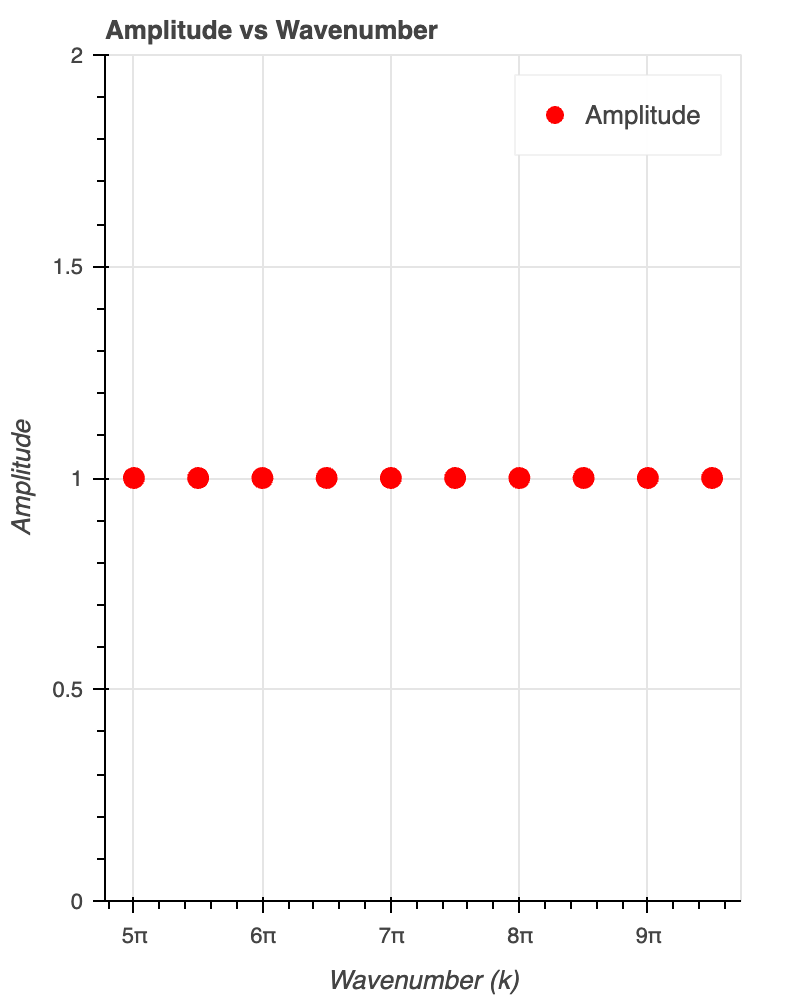 Amplitude vs Wavenumber
2
Amplitude
1.5
1
Amplitude
0.5
0
5π
6π
7π
8π
9π
Wavenumber (k)